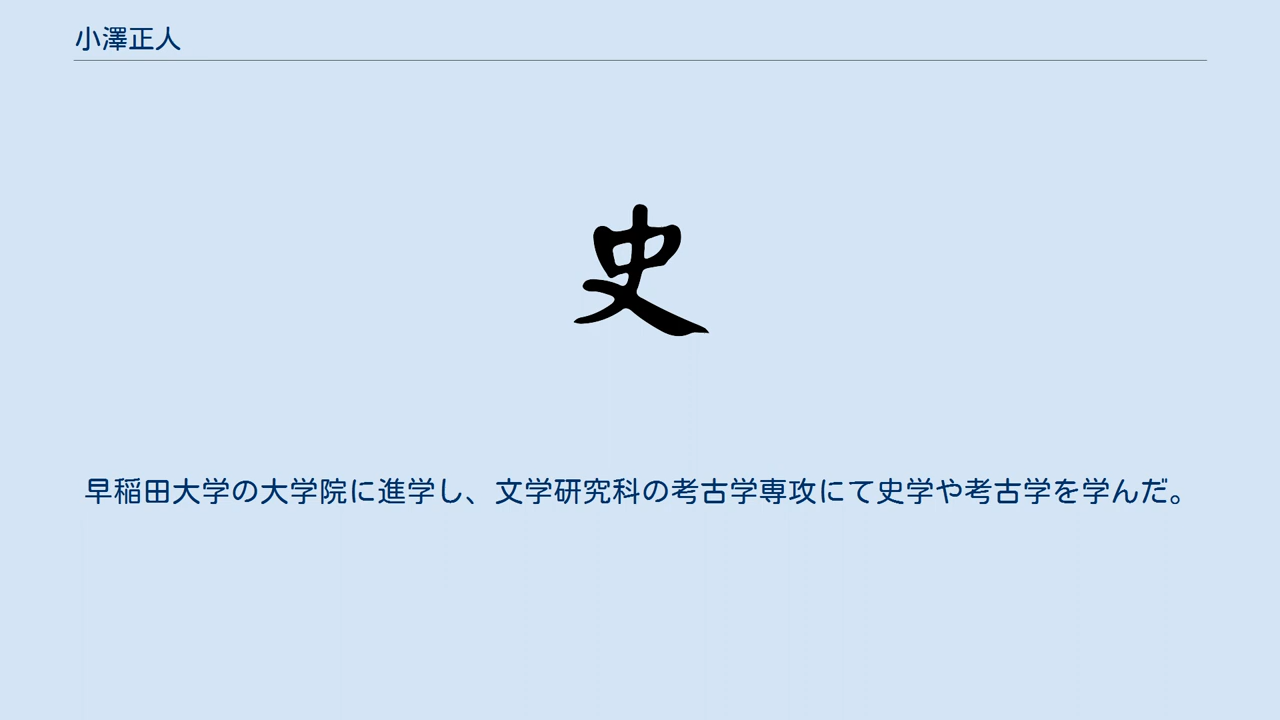 小澤正人
史
早稲田大学の大学院に進学し、文学研究科の考古学専攻にて史学や考古学を学んだ。